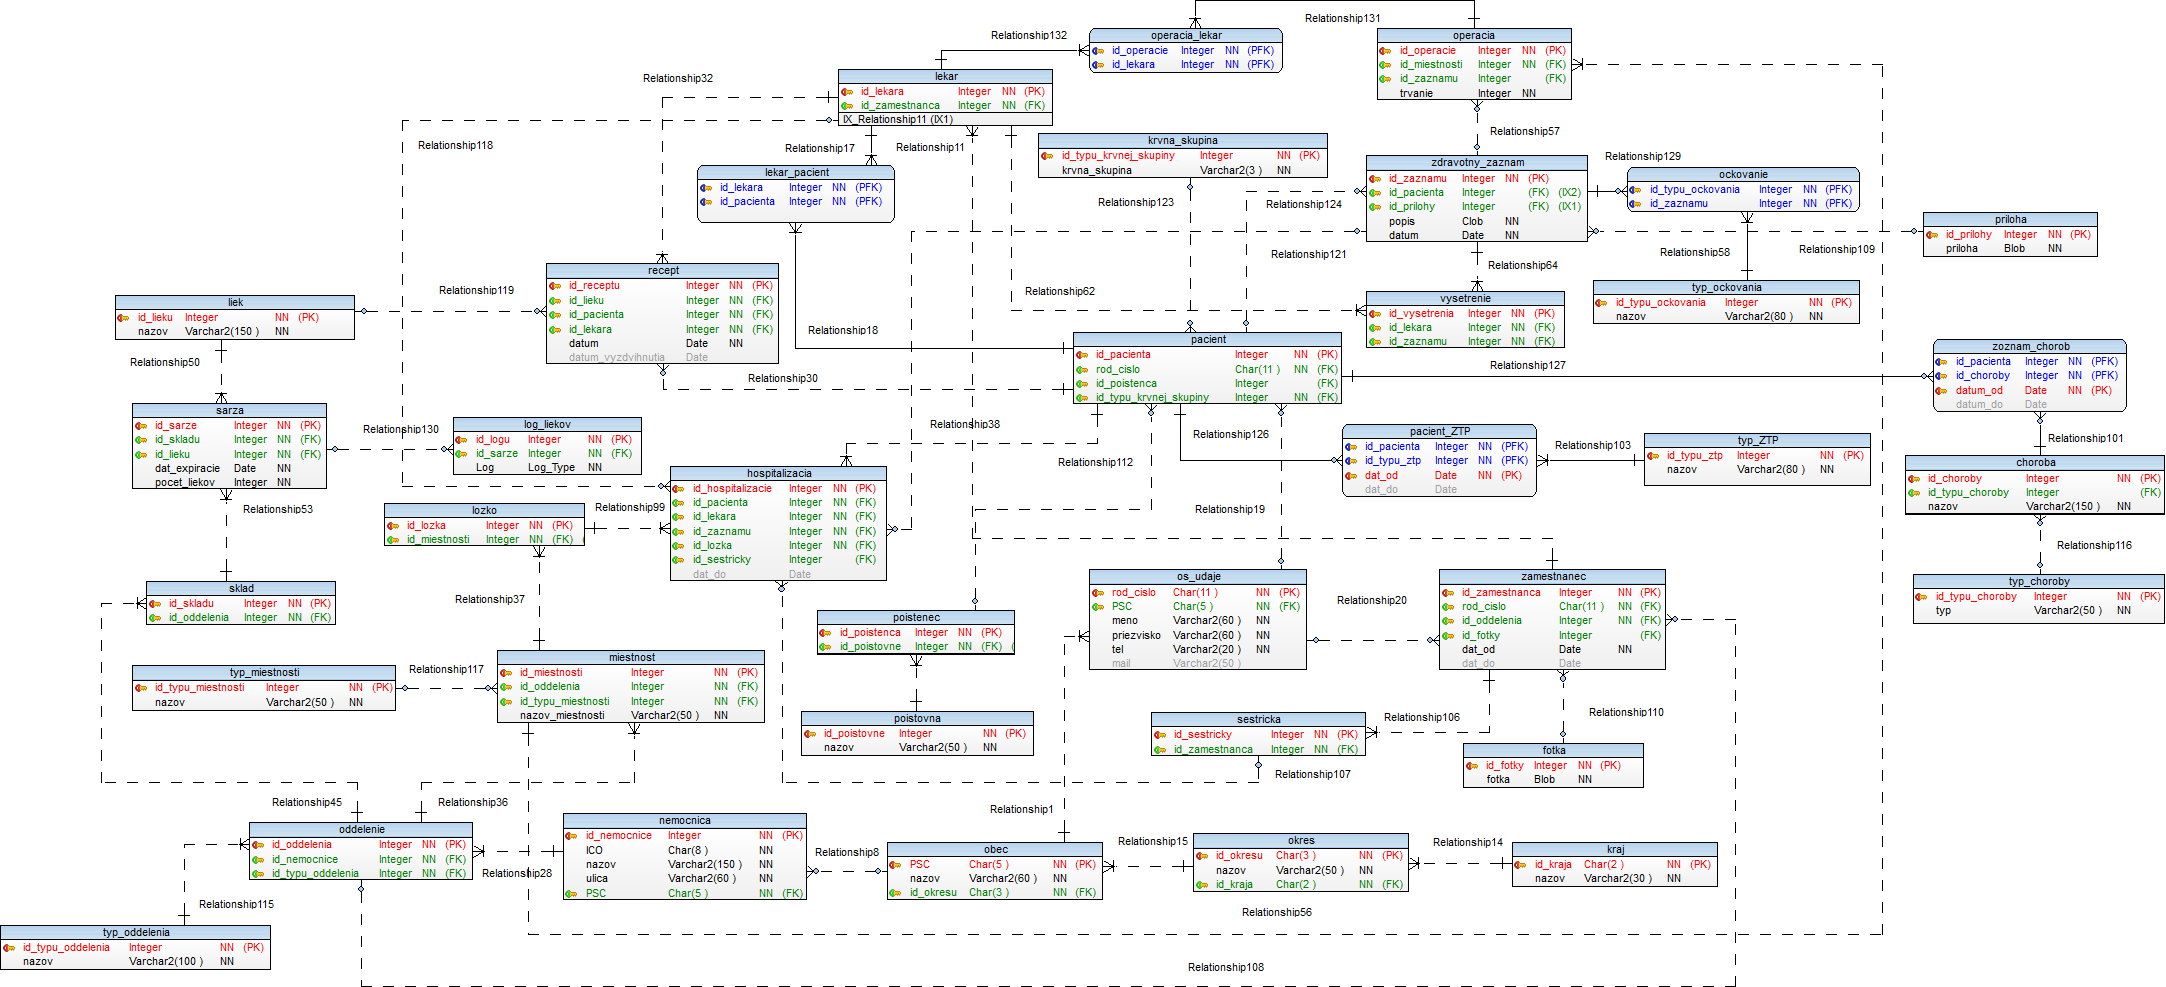 Relationship131
Relationship132
operacia_lekar
id_operacie Integer NN (PFK)
id_lekara Integer NN (PFK)
operacia
id_operacie Integer NN (PK)
id_miestnosti Integer NN (FK)
id_zaznamu Integer (FK)
trvanie Integer NN
Relationship32
lekar
id_lekara Integer NN (PK)
id_zamestnanca Integer NN (FK)
IX_Relationship11 (IX1)
Relationship118
Relationship17
Relationship11
Relationship57
krvna_skupina
id_typu_krvnej_skupiny Integer NN (PK)
krvna_skupina Varchar2(3 ) NN
zdravotny_zaznam
id_zaznamu Integer NN (PK)
id_pacienta Integer (FK) (IX2)
id_prilohy Integer (FK) (IX1)
popis Clob NN
datum Date NN
Relationship129
lekar_pacient
id_lekara Integer NN (PFK)
id_pacienta Integer NN (PFK)
ockovanie
id_typu_ockovania Integer NN (PFK)
id_zaznamu Integer NN (PFK)
Relationship123
Relationship124
priloha
id_prilohy Integer NN (PK)
priloha Blob NN
Relationship121
Relationship58
Relationship109
Relationship64
recept
id_receptu Integer NN (PK)
id_lieku Integer NN (FK)
id_pacienta Integer NN (FK)
id_lekara Integer NN (FK)
datum Date NN
datum_vyzdvihnutia Date
Relationship119
Relationship62
liek
id_lieku Integer NN (PK)
nazov Varchar2(150 ) NN
typ_ockovania
id_typu_ockovania Integer NN (PK)
nazov Varchar2(80 ) NN
vysetrenie
id_vysetrenia Integer NN (PK)
id_lekara Integer NN (FK)
id_zaznamu Integer NN (FK)
Relationship18
pacient
id_pacienta Integer NN (PK)
rod_cislo Char(11 ) NN (FK)
id_poistenca Integer (FK)
id_typu_krvnej_skupiny Integer NN (FK)
Relationship50
Relationship30
Relationship127
zoznam_chorob
id_pacienta Integer NN (PFK)
id_choroby Integer NN (PFK)
datum_od Date NN (PK)
datum_do Date
sarza
id_sarze Integer NN (PK)
id_skladu Integer NN (FK)
id_lieku Integer NN (FK)
dat_expiracie Date NN
pocet_liekov Integer NN
Relationship130
log_liekov
id_logu Integer NN (PK)
id_sarze Integer NN (FK)
Log Log_Type NN
Relationship38
Relationship126
pacient_ZTP
id_pacienta Integer NN (PFK)
id_typu_ztp Integer NN (PFK)
dat_od Date NN (PK)
dat_do Date
Relationship103
typ_ZTP
id_typu_ztp Integer NN (PK)
nazov Varchar2(80 ) NN
Relationship101
Relationship112
choroba
id_choroby Integer NN (PK)
id_typu_choroby Integer (FK)
nazov Varchar2(150 ) NN
hospitalizacia
id_hospitalizacie Integer NN (PK)
id_pacienta Integer NN (FK)
id_lekara Integer NN (FK)
id_zaznamu Integer NN (FK)
id_lozka Integer NN (FK)
id_sestricky Integer (FK)
dat_do Date
Relationship53
lozko
id_lozka Integer NN (PK)
id_miestnosti Integer NN (FK)
Relationship99
Relationship19
Relationship116
typ_choroby
id_typu_choroby Integer NN (PK)
typ Varchar2(50 ) NN
sklad
id_skladu Integer NN (PK)
id_oddelenia Integer NN (FK)
Relationship37
os_udaje
rod_cislo Char(11 ) NN (PK)
PSC Char(5 ) NN (FK)
meno Varchar2(60 ) NN
priezvisko Varchar2(60 ) NN
tel Varchar2(20 ) NN
mail Varchar2(50 )
Relationship20
zamestnanec
id_zamestnanca Integer NN (PK)
rod_cislo Char(11 ) NN (FK)
id_oddelenia Integer NN (FK)
id_fotky Integer (FK)
dat_od Date NN
dat_do Date
poistenec
id_poistenca Integer NN (PK)
id_poistovne Integer NN (FK)
typ_miestnosti
id_typu_miestnosti Integer NN (PK)
nazov Varchar2(50 ) NN
Relationship117
miestnost
id_miestnosti Integer NN (PK)
id_oddelenia Integer NN (FK)
id_typu_miestnosti Integer NN (FK)
nazov_miestnosti Varchar2(50 ) NN
poistovna
id_poistovne Integer NN (PK)
nazov Varchar2(50 ) NN
sestricka
id_sestricky Integer NN (PK)
id_zamestnanca Integer NN (FK)
Relationship106
Relationship110
fotka
id_fotky Integer NN (PK)
fotka Blob NN
Relationship107
Relationship45
Relationship36
Relationship1
oddelenie
id_oddelenia Integer NN (PK)
id_nemocnice Integer NN (FK)
id_typu_oddelenia Integer NN (FK)
Relationship28
nemocnica
id_nemocnice Integer NN (PK)
ICO Char(8 ) NN
nazov Varchar2(150 ) NN
ulica Varchar2(60 ) NN
PSC Char(5 ) NN (FK)
Relationship8
obec
PSC Char(5 ) NN (PK)
nazov Varchar2(60 ) NN
id_okresu Char(3 ) NN (FK)
Relationship15
okres
id_okresu Char(3 ) NN (PK)
nazov Varchar2(50 ) NN
id_kraja Char(2 ) NN (FK)
Relationship14
kraj
id_kraja Char(2 ) NN (PK)
nazov Varchar2(30 ) NN
Relationship115
Relationship56
typ_oddelenia
id_typu_oddelenia Integer NN (PK)
nazov Varchar2(100 ) NN
Relationship108